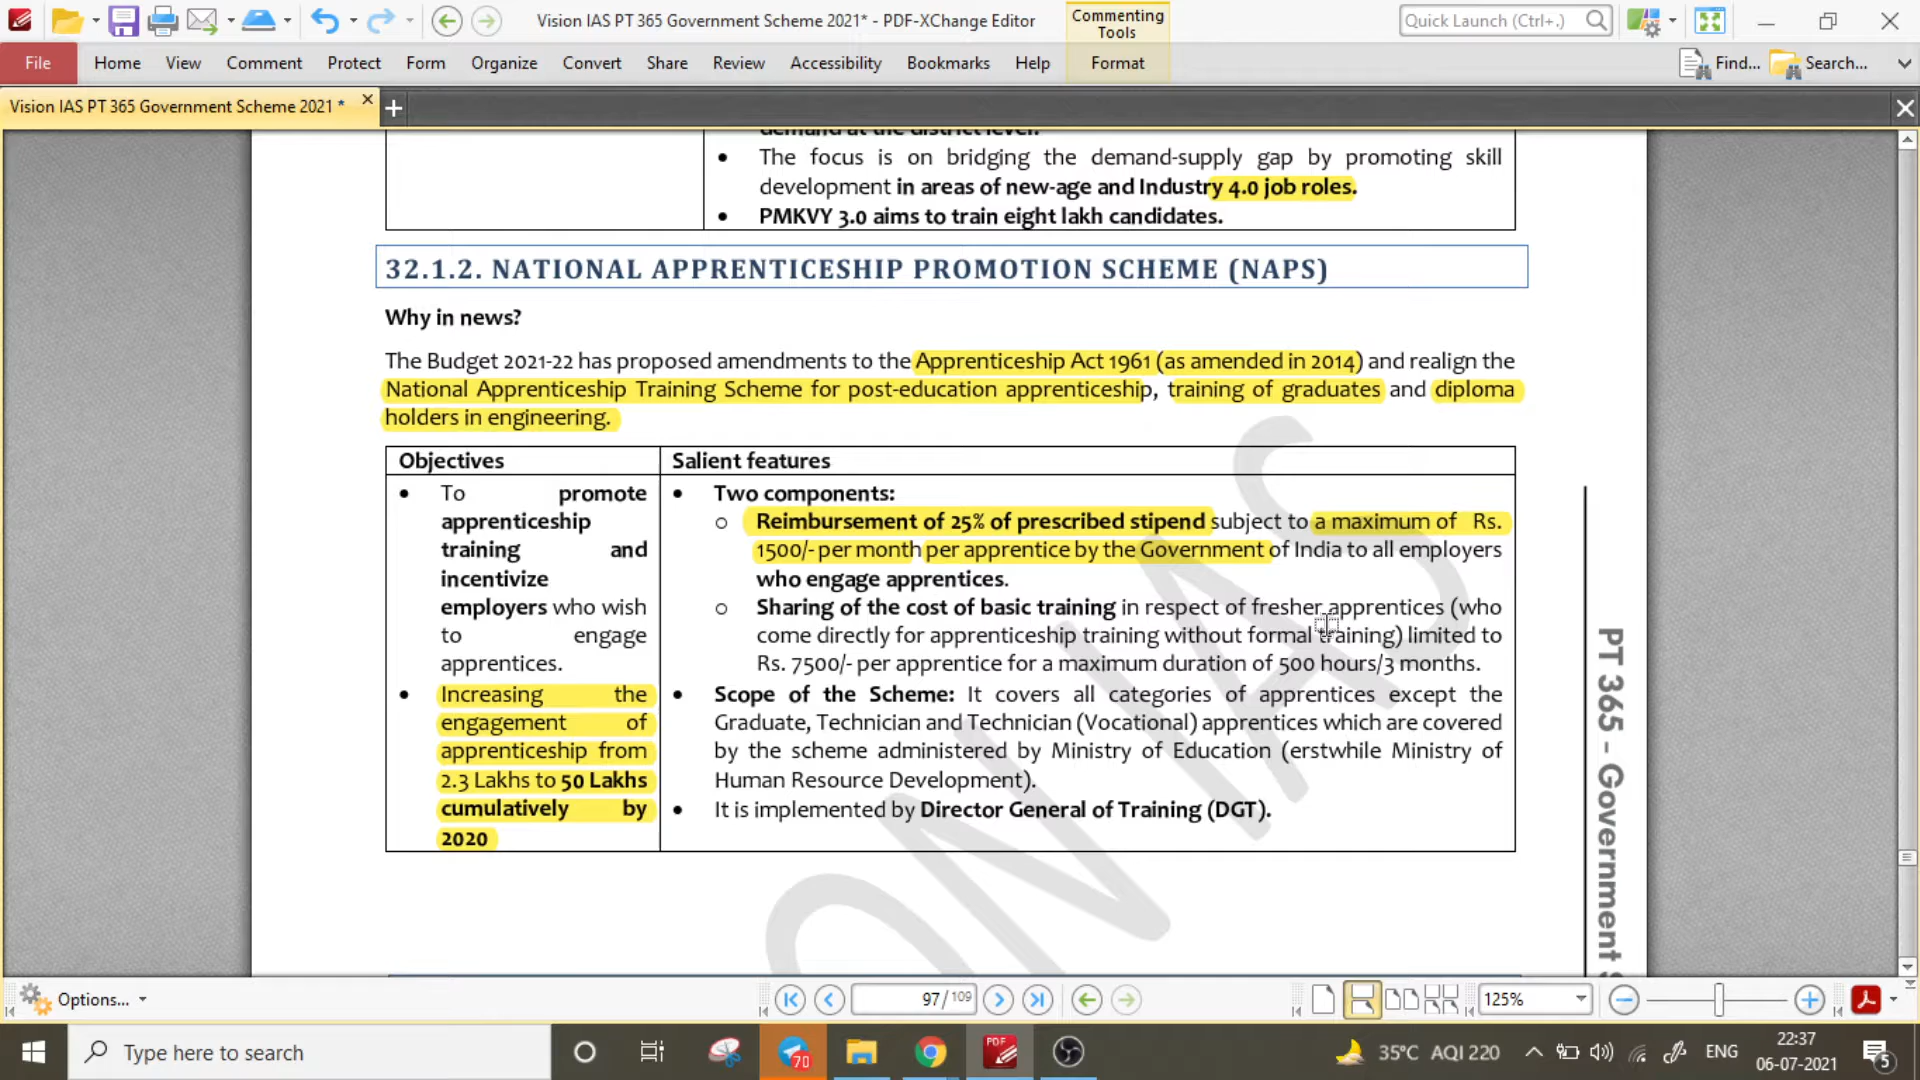 Vision IAS PT 365 Government Scheme 2021* - PDF-XChange Editor
Commenting
Tools
Quick Launch (Ctrl+.)
File
Home
View
Comment
Protect
Form
Organize
Convert
Share
Review
Accessibility
Bookmarks
Help
Format
Find...
Search...
Vision IAS PT 365 Government Scheme 2021 *
demand at the district level.
• The focus is on bridging the demand-supply gap by promoting skill
development in areas of new-age and Industry 4.0 job roles.
• PMKVY 3.0 aims to train eight lakh candidates.
32.1.2. NATIONAL APPRENTICESHIP PROMOTION SCHEME (NAPS)
Why in news?
The Budget 2021-22 has proposed amendments to the Apprenticeship Act 1961 (as amended in 2014) and realign the
National Apprenticeship Training Scheme for post-education apprenticeship, training of graduates and diploma
holders in engineering.
Objectives
• To promote
apprenticeship
training and
incentivize
employers who wish
to engage
apprentices.
• Increasing the
engagement of
apprenticeship from
2.3 Lakhs to 50 Lakhs
cumulatively by
2020
Salient features
• Two components:
o Reimbursement of 25% of prescribed stipend subject to a maximum of Rs.
1500/- per month per apprentice by the Government of India to all employers
who engage apprentices.
o Sharing of the cost of basic training in respect of fresher apprentices (who
come directly for apprenticeship training without formal training) limited to
Rs. 7500/- per apprentice for a maximum duration of 500 hours/3 months.
• Scope of the Scheme: It covers all categories of apprentices except the
Graduate, Technician and Technician (Vocational) apprentices which are covered
by the scheme administered by Ministry of Education (erstwhile Ministry of
Human Resource Development).
• It is implemented by Director General of Training (DGT).
ON IAS
PT 365 - Government S
Options...
97 / 109
125%
Type here to search
70
PDF
35°C AQI 220
ENG
22:37
06-07-2021
5